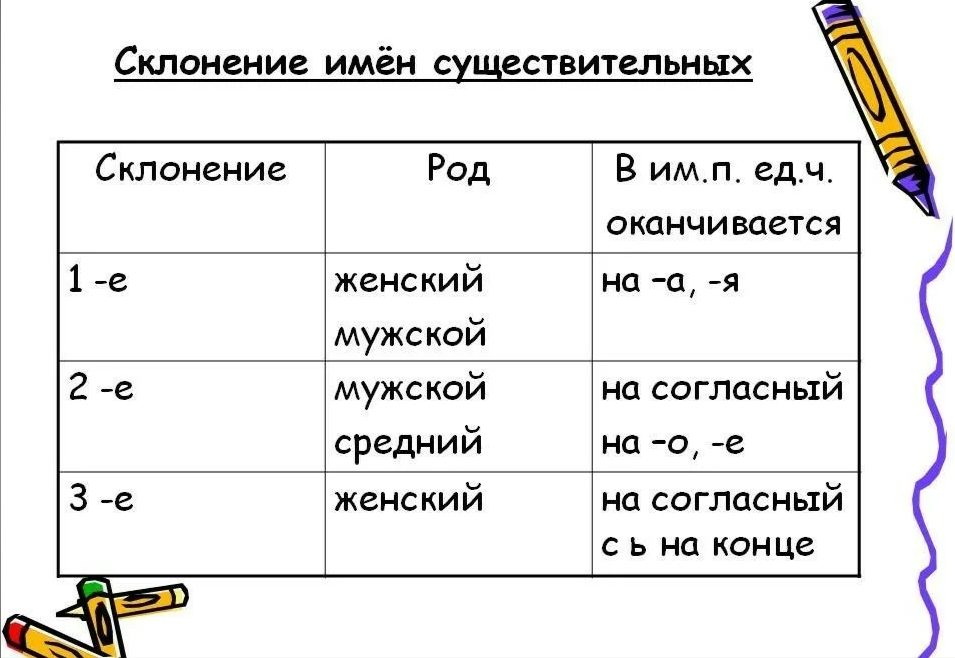 Склонение имён существительных
Склонение Род В им.п. ед.ч.
оканчивается
1 -е женский на –а, -я
мужской
2 -е мужской на согласный
средний на –о, -е
3 -е женский на согласный
с ь на конце